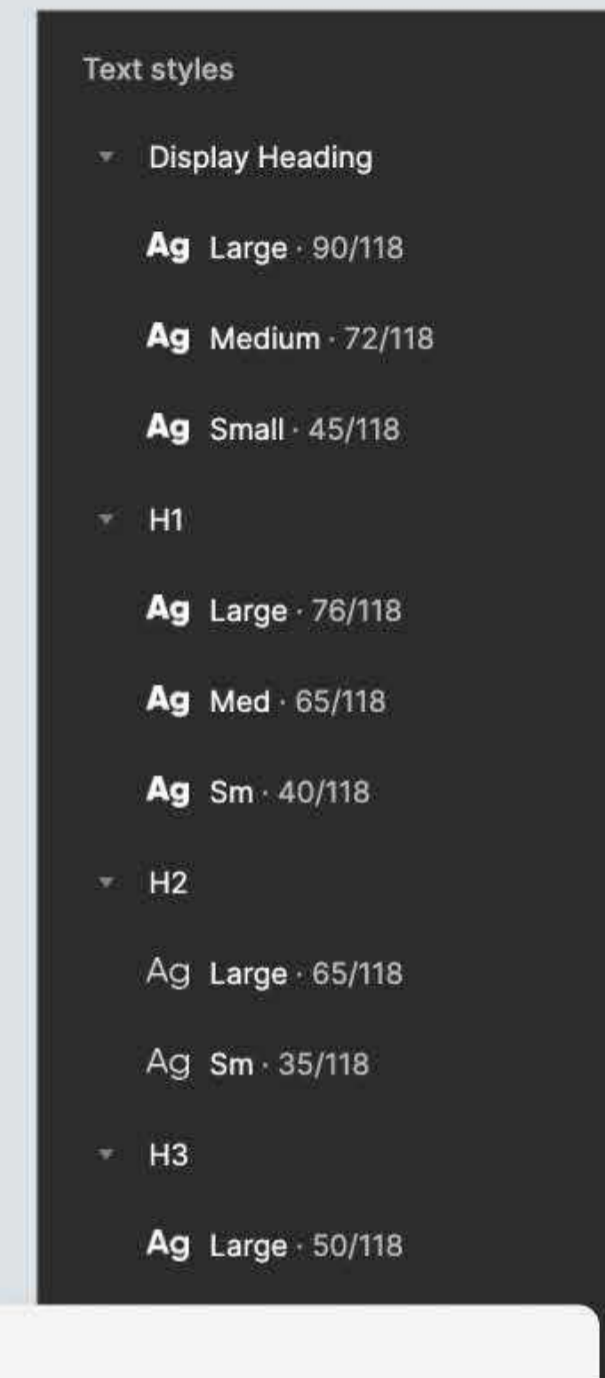 Text styles
Display Heading
Ag Large · 90/118
Ag Medium · 72/118
Ag Small · 45/118
H1
Ag Large · 76/118
Ag Med · 65/118
Ag Sm · 40/118
H2
Ag Large · 65/118
Ag Sm · 35/118
H3
Ag Large · 50/118